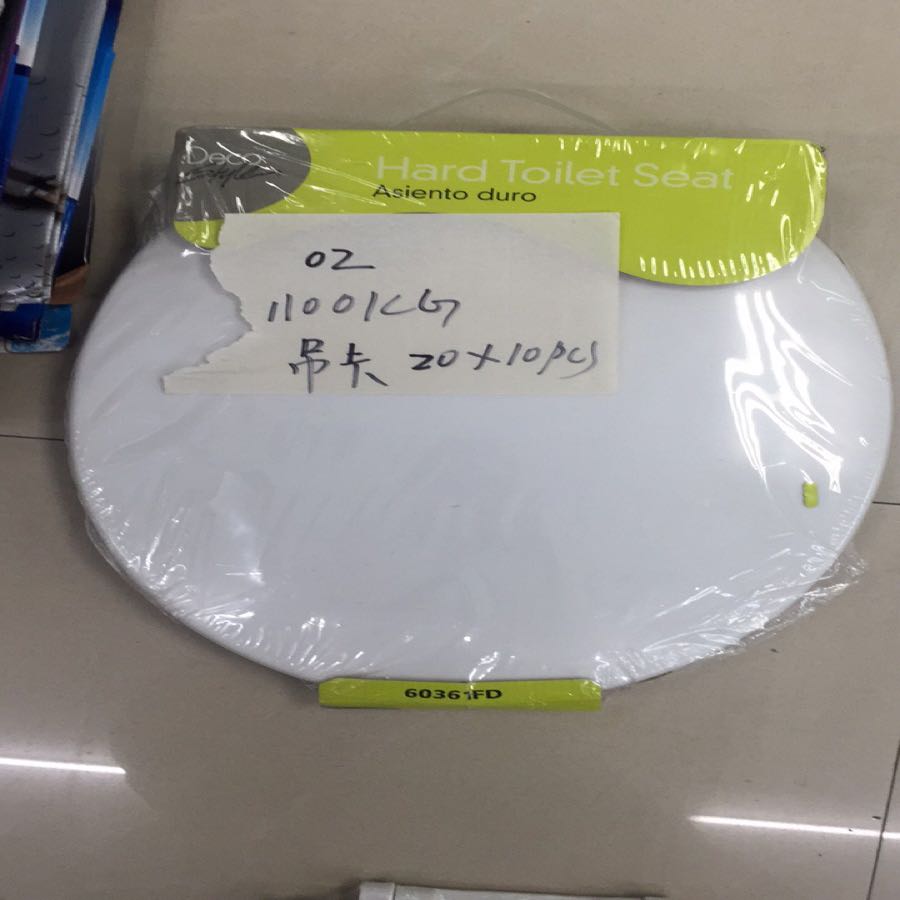 Deco
Style
Hard Toilet Seat
Asiento duro
02
1100KG
吊卡 20×10pcs
60361FD